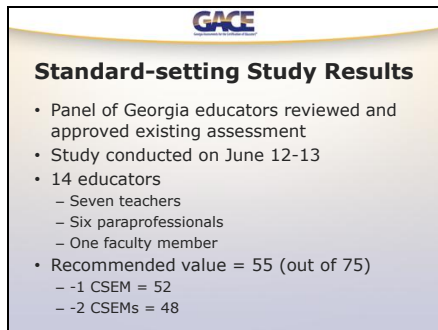 GACE
Standard-setting Study Results
• Panel of Georgia educators reviewed and
approved existing assessment
• Study conducted on June 12-13
• 14 educators
– Seven teachers
– Six paraprofessionals
– One faculty member
• Recommended value = 55 (out of 75)
– -1 CSEM = 52
– -2 CSEMs = 48